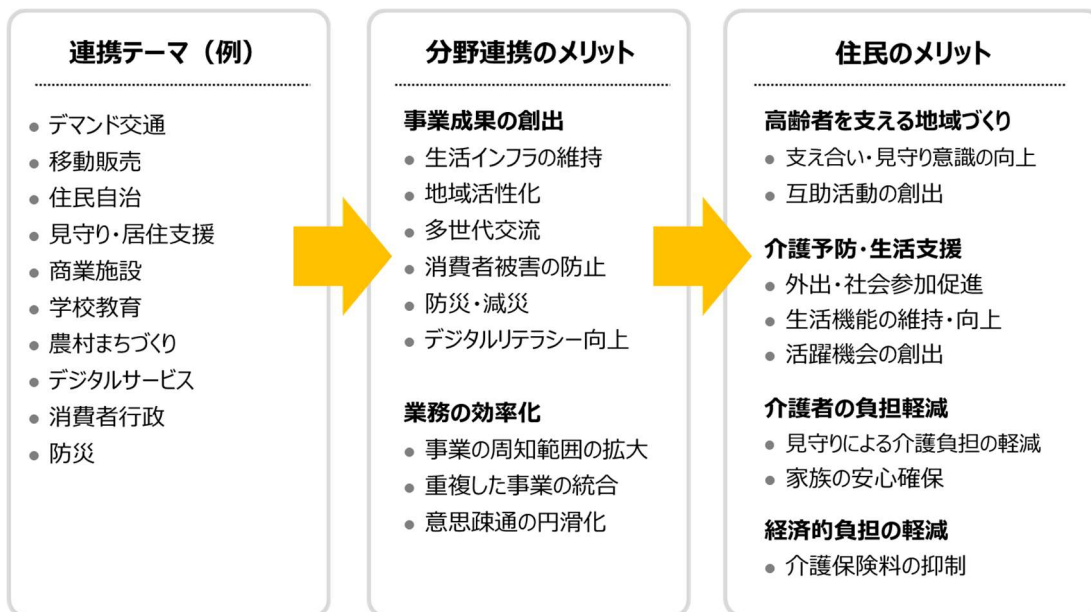 連携テーマ（例）
● デマンド交通
● 移動販売
● 住民自治
● 見守り・居住支援
● 商業施設
● 学校教育
● 農村まちづくり
● デジタルサービス
● 消費者行政
● 防災
分野連携のメリット
事業成果の創出
● 生活インフラの維持
● 地域活性化
● 多世代交流
● 消費者被害の防止
● 防災・減災
● デジタルリテラシー向上
業務の効率化
● 事業の周知範囲の拡大
● 重複した事業の統合
● 意思疎通の円滑化
住民のメリット
高齢者を支える地域づくり
● 支え合い・見守り意識の向上
● 互助活動の創出
介護予防・生活支援
● 外出・社会参加促進
● 生活機能の維持・向上
● 活躍機会の創出
介護者の負担軽減
● 見守りによる介護負担の軽減
● 家族の安心確保
経済的負担の軽減
● 介護保険料の抑制